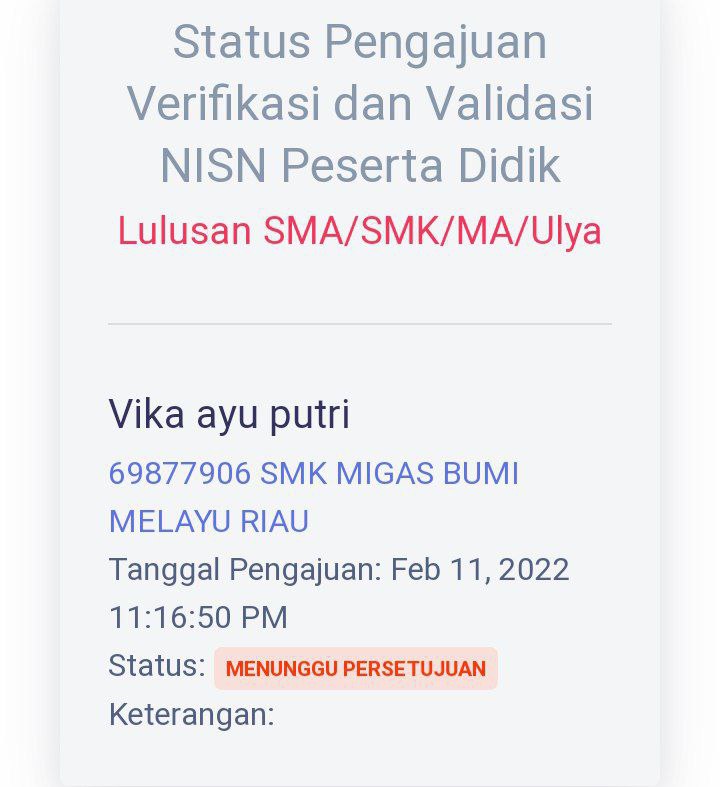 Status Pengajuan
Verifikasi dan Validasi
NISN Peserta Didik
Lulusan SMA/SMK/MA/Ulya
Vika ayu putri
69877906 SMK MIGAS BUMI
MELAYU RIAU
Tanggal Pengajuan: Feb 11, 2022
11:16:50 PM
Status: MENUNGGU PERSETUJUAN
Keterangan: